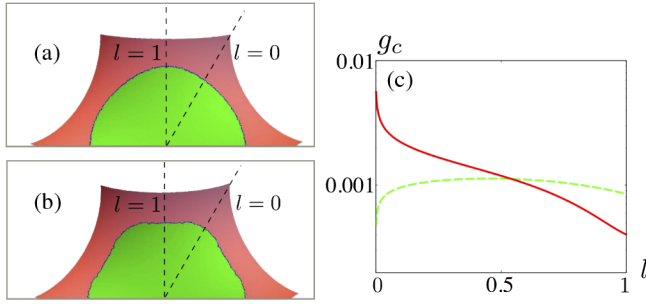 (a)
l = 1
l = 0
(b)
l = 1
l = 0
g_c
0.01
(c)
0.001
0
0.5
1
l